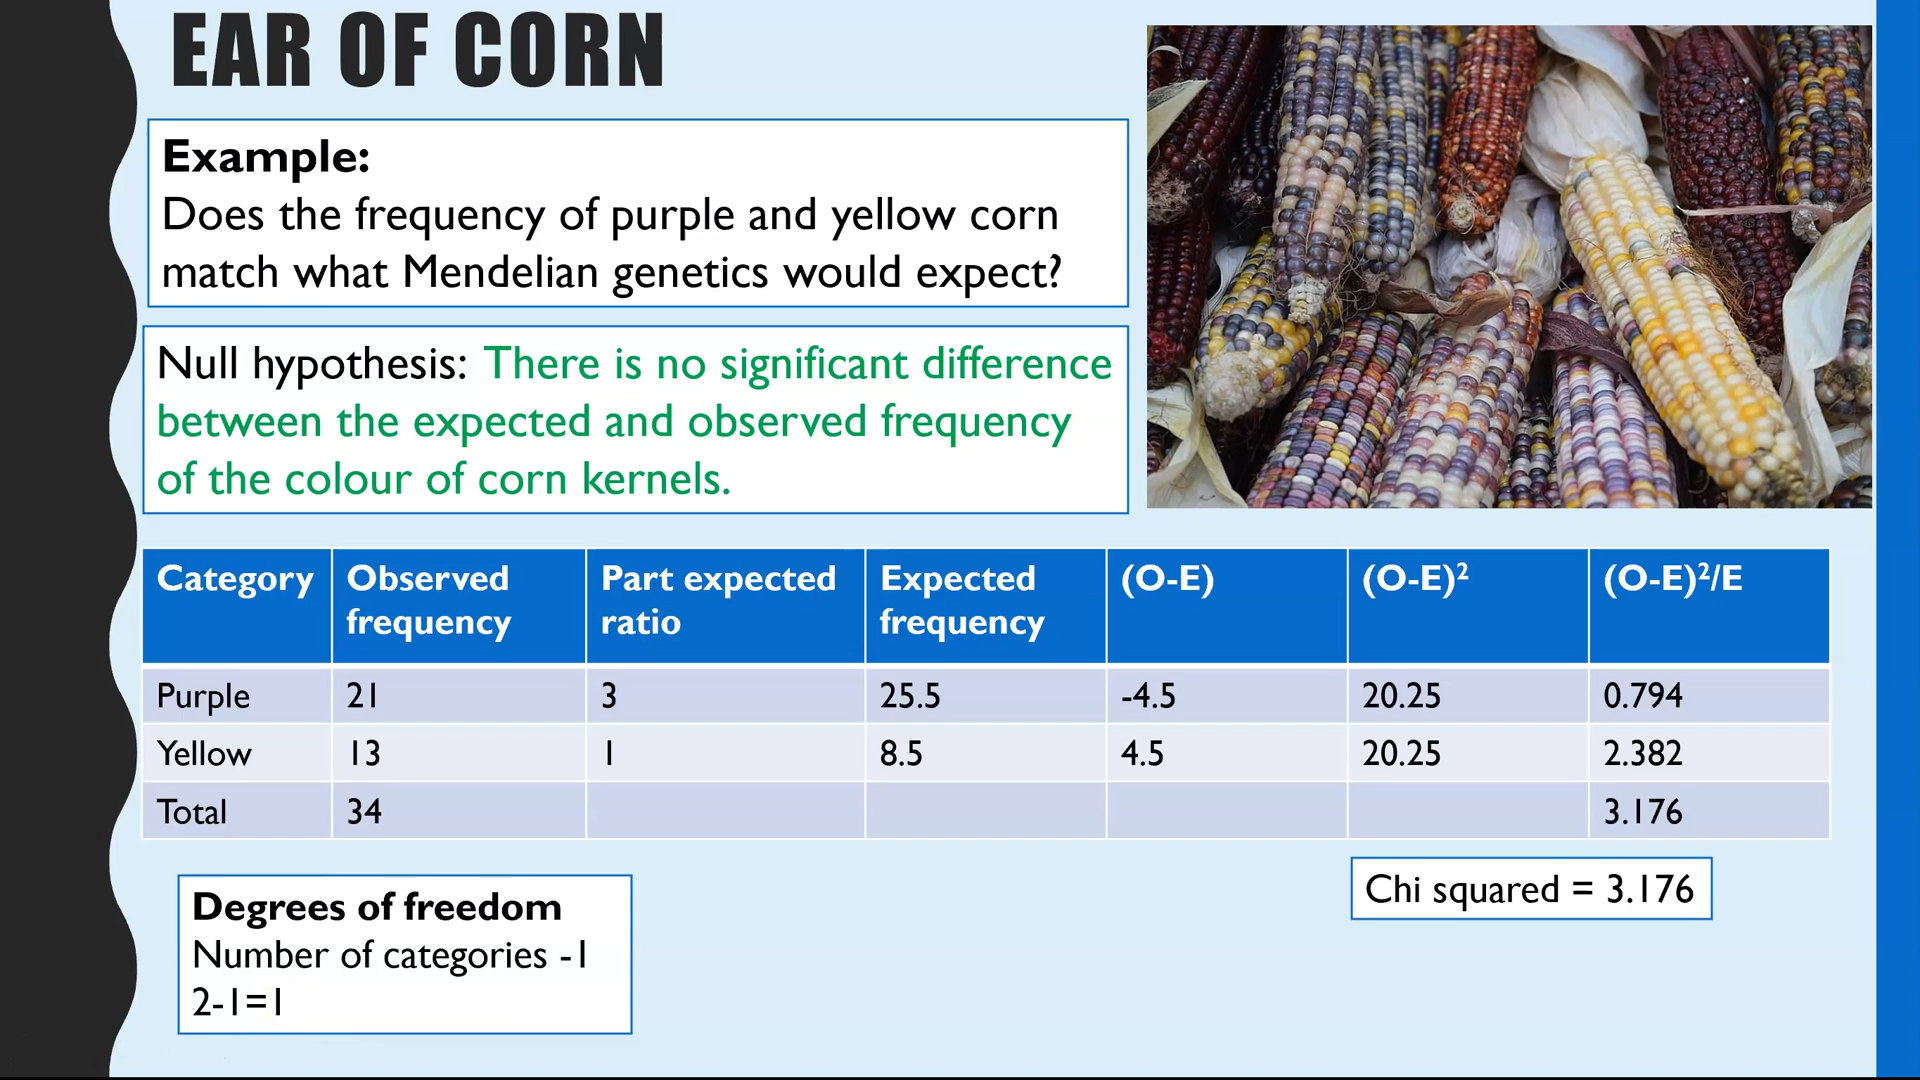 EAR OF CORN
Example:
Does the frequency of purple and yellow corn
match what Mendelian genetics would expect?
Null hypothesis: There is no significant difference
between the expected and observed frequency
of the colour of corn kernels.
Category Observed frequency Part expected ratio Expected frequency (O-E) (O-E)² (O-E)²/E
Purple 21 3 25.5 -4.5 20.25 0.794
Yellow 13 1 8.5 4.5 20.25 2.382
Total 34 3.176
Chi squared = 3.176
Degrees of freedom
Number of categories -1
2-1=1